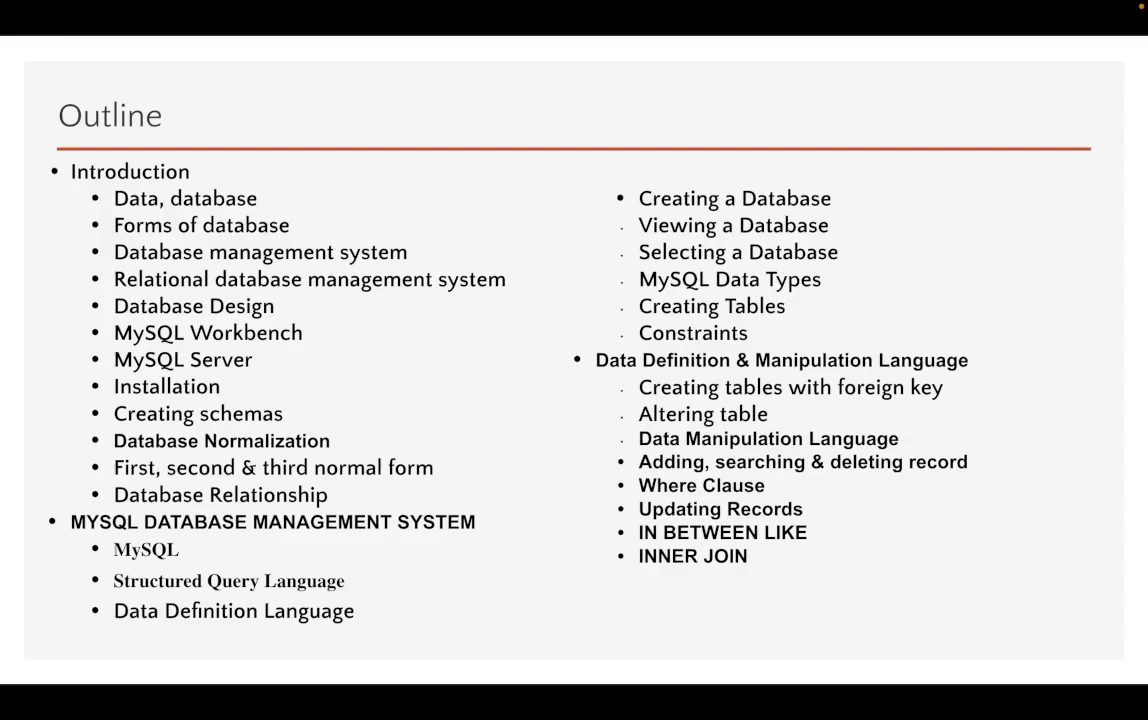 Outline
Introduction
Data, database
Forms of database
Database management system
Relational database management system
Database Design
MySQL Workbench
MySQL Server
Installation
Creating schemas
Database Normalization
First, second & third normal form
Database Relationship
MYSQL DATABASE MANAGEMENT SYSTEM
MySQL
Structured Query Language
Data Definition Language
Creating a Database
Viewing a Database
Selecting a Database
MySQL Data Types
Creating Tables
Constraints
Data Definition & Manipulation Language
Creating tables with foreign key
Altering table
Data Manipulation Language
Adding, searching & deleting record
Where Clause
Updating Records
IN BETWEEN LIKE
INNER JOIN